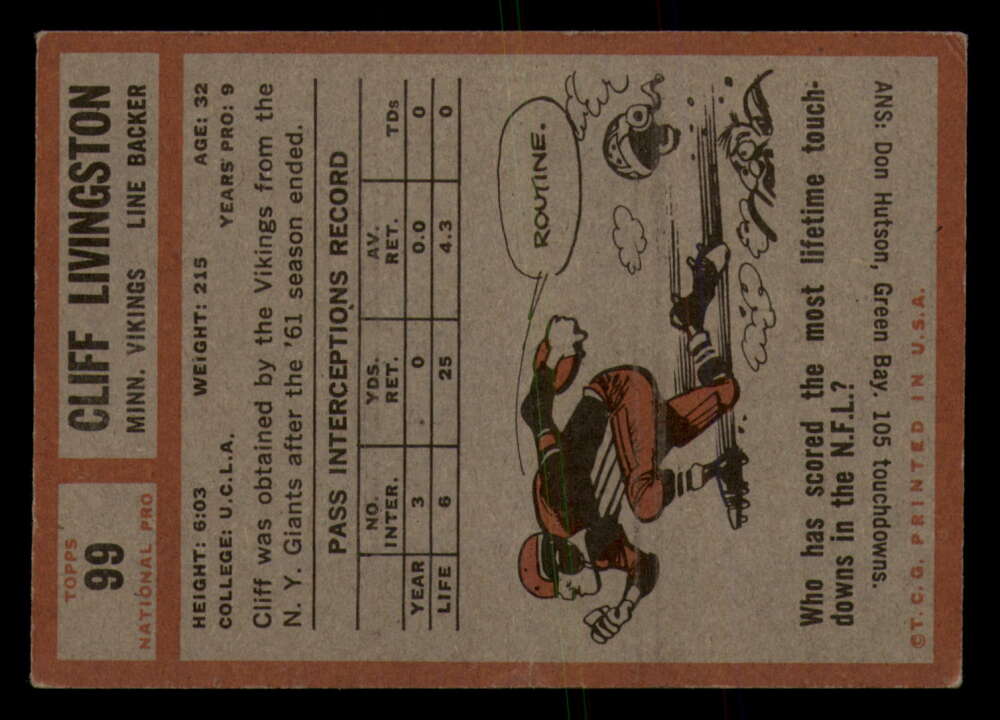 TOPPS
99
NATIONAL PRO
CLIFF LIVINGSTON
MINN. VIKINGS LINE BACKER
HEIGHT: 6:03 WEIGHT: 215 AGE: 32
COLLEGE: U.C.L.A. YEARS' PRO: 9
Cliff was obtained by the Vikings from the
N. Y. Giants after the '61 season ended.
PASS INTERCEPTIONS RECORD
NO. INTER. YDS. RET. AV. RET. TDs
YEAR 3 0 0.0 0
LIFE 6 25 4.3 0
ROUTINE.
Who has scored the most lifetime touch-
downs in the N.F.L.?
ANS: Don Hutson, Green Bay. 105 touchdowns.
© T. C. G. PRINTED IN U.S.A.